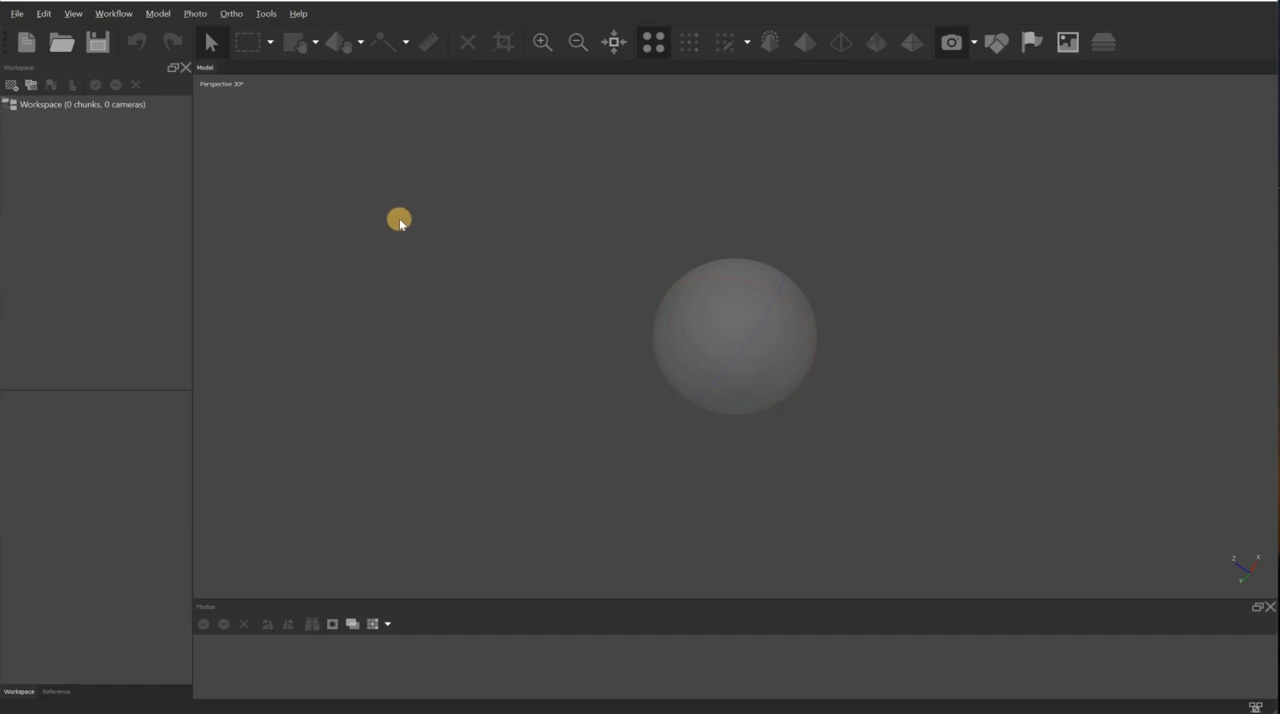 File Edit View Workflow Model Photo Ortho Tools Help
Workspace
Model
Perspective 30°
Workspace (0 chunks, 0 cameras)
Z X
Y
Photos
Workspace Reference